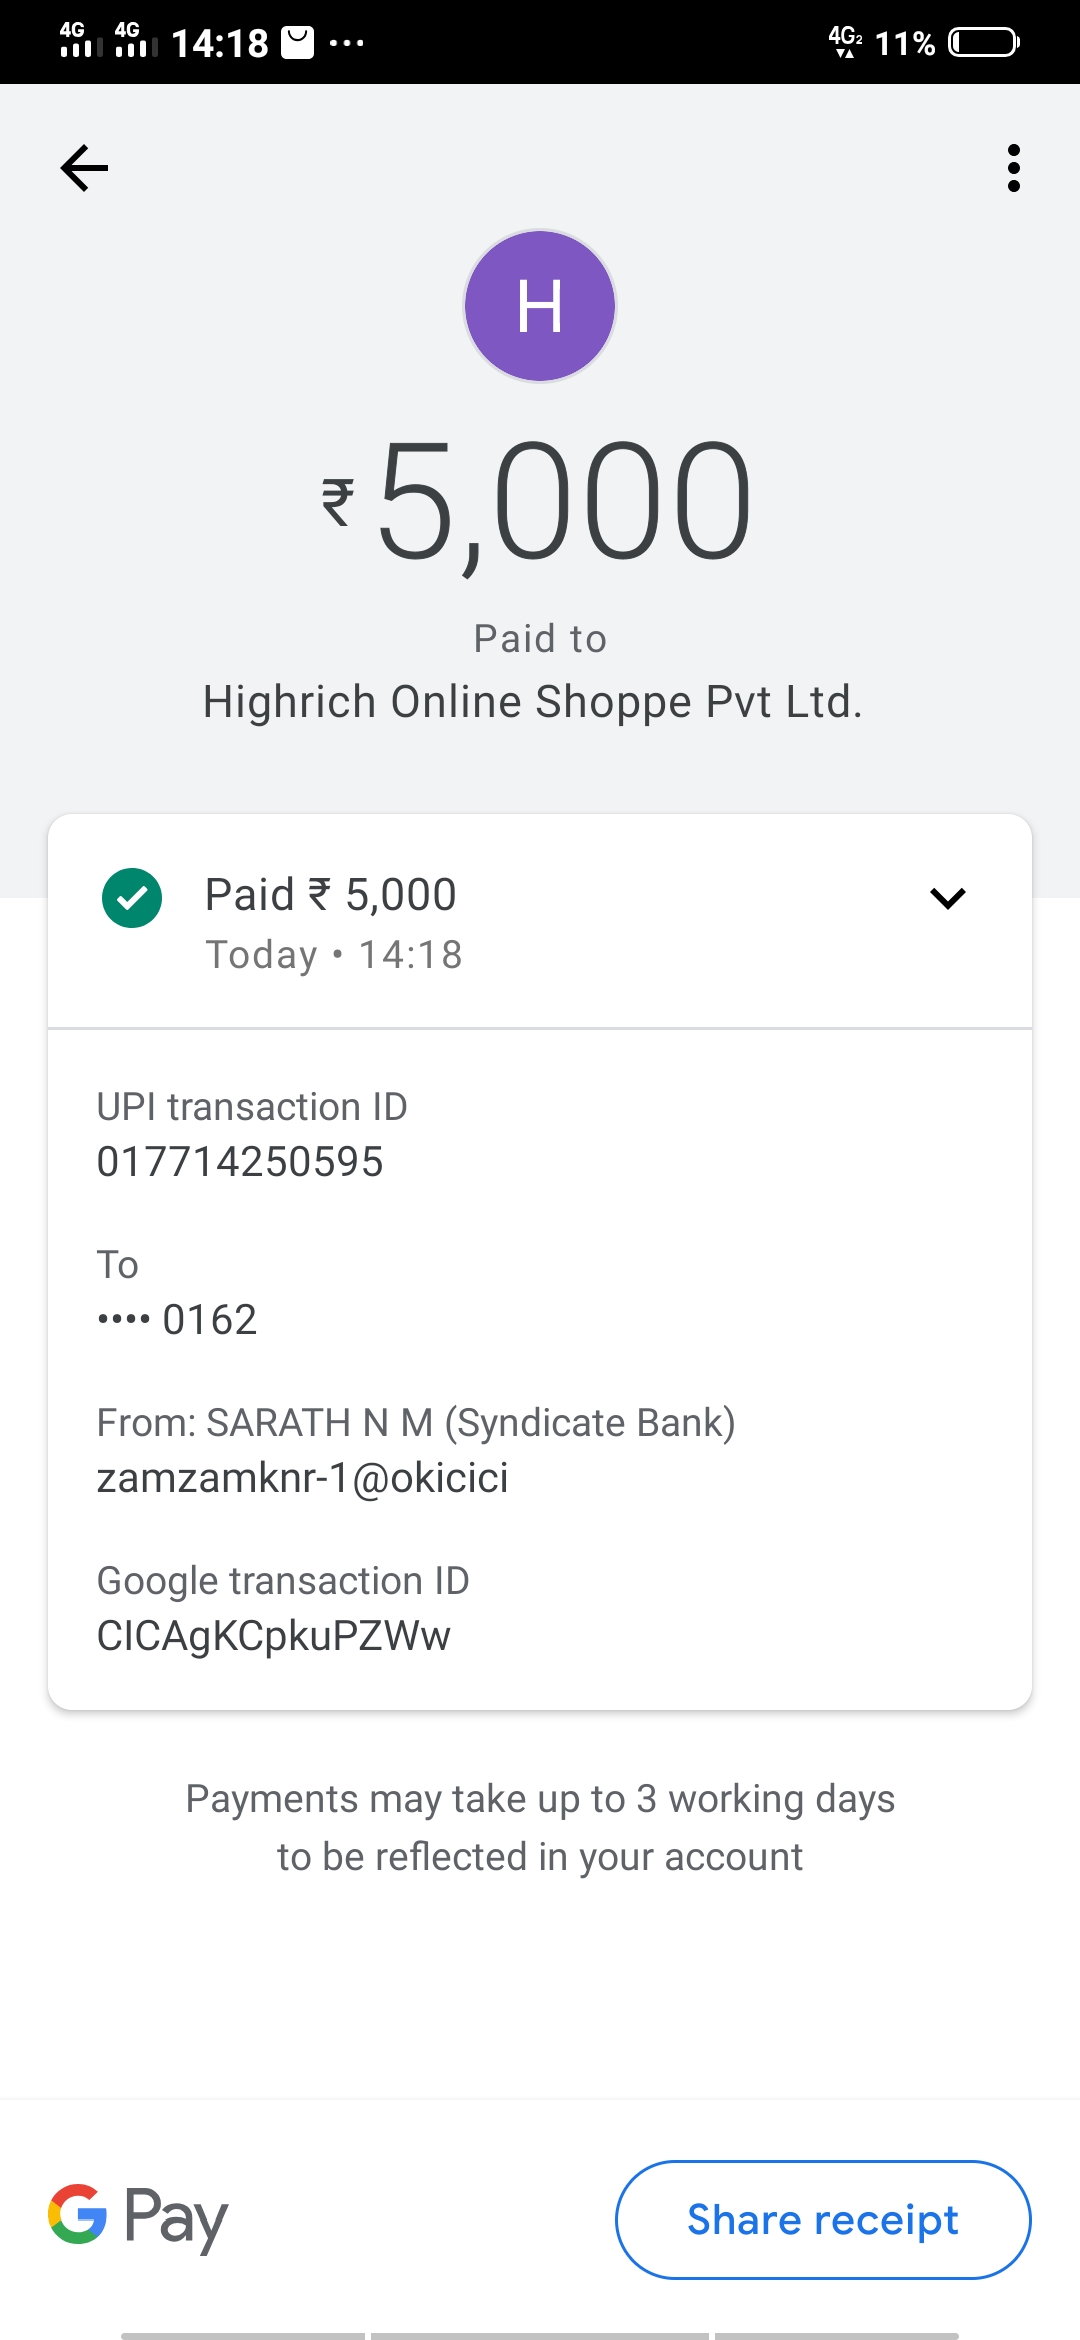 4G 4G 14:18 ... 4G2 11%
H
₹5,000
Paid to
Highrich Online Shoppe Pvt Ltd.
Paid ₹ 5,000
Today • 14:18
UPI transaction ID
017714250595
To
•••• 0162
From: SARATH N M (Syndicate Bank)
zamzamknr-1@okicici
Google transaction ID
CICAgKCpkuPZWw
Payments may take up to 3 working days
to be reflected in your account
G Pay
Share receipt